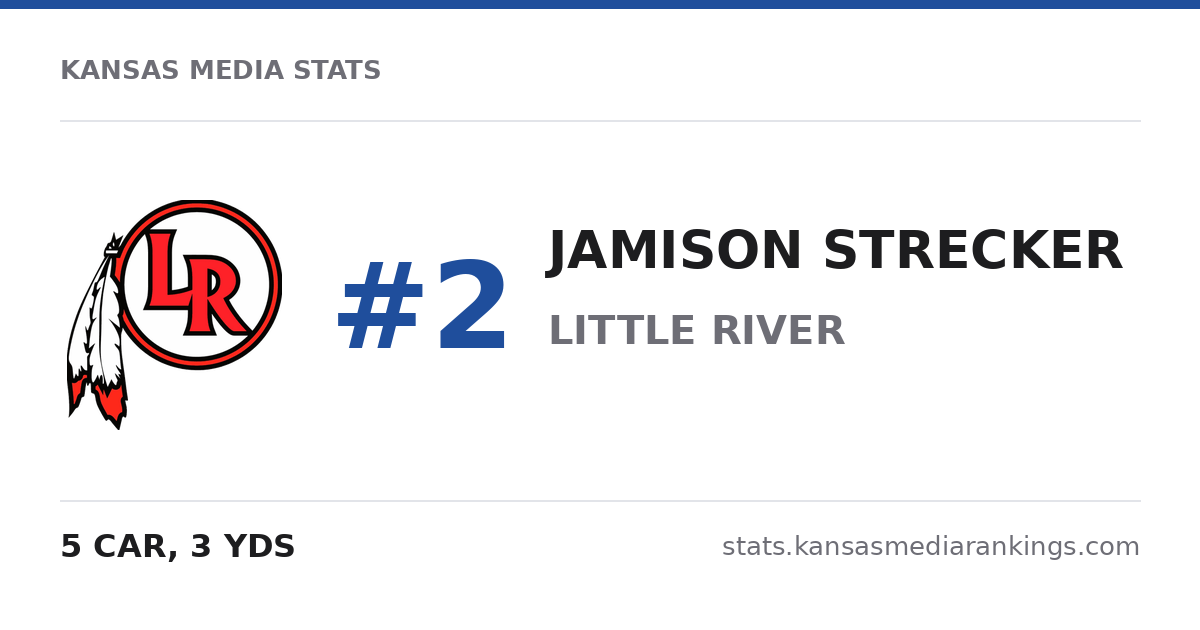 KANSAS MEDIA STATS
LR
#2
JAMISON STRECKER
LITTLE RIVER
5 CAR, 3 YDS
stats.kansasmediarankings.com